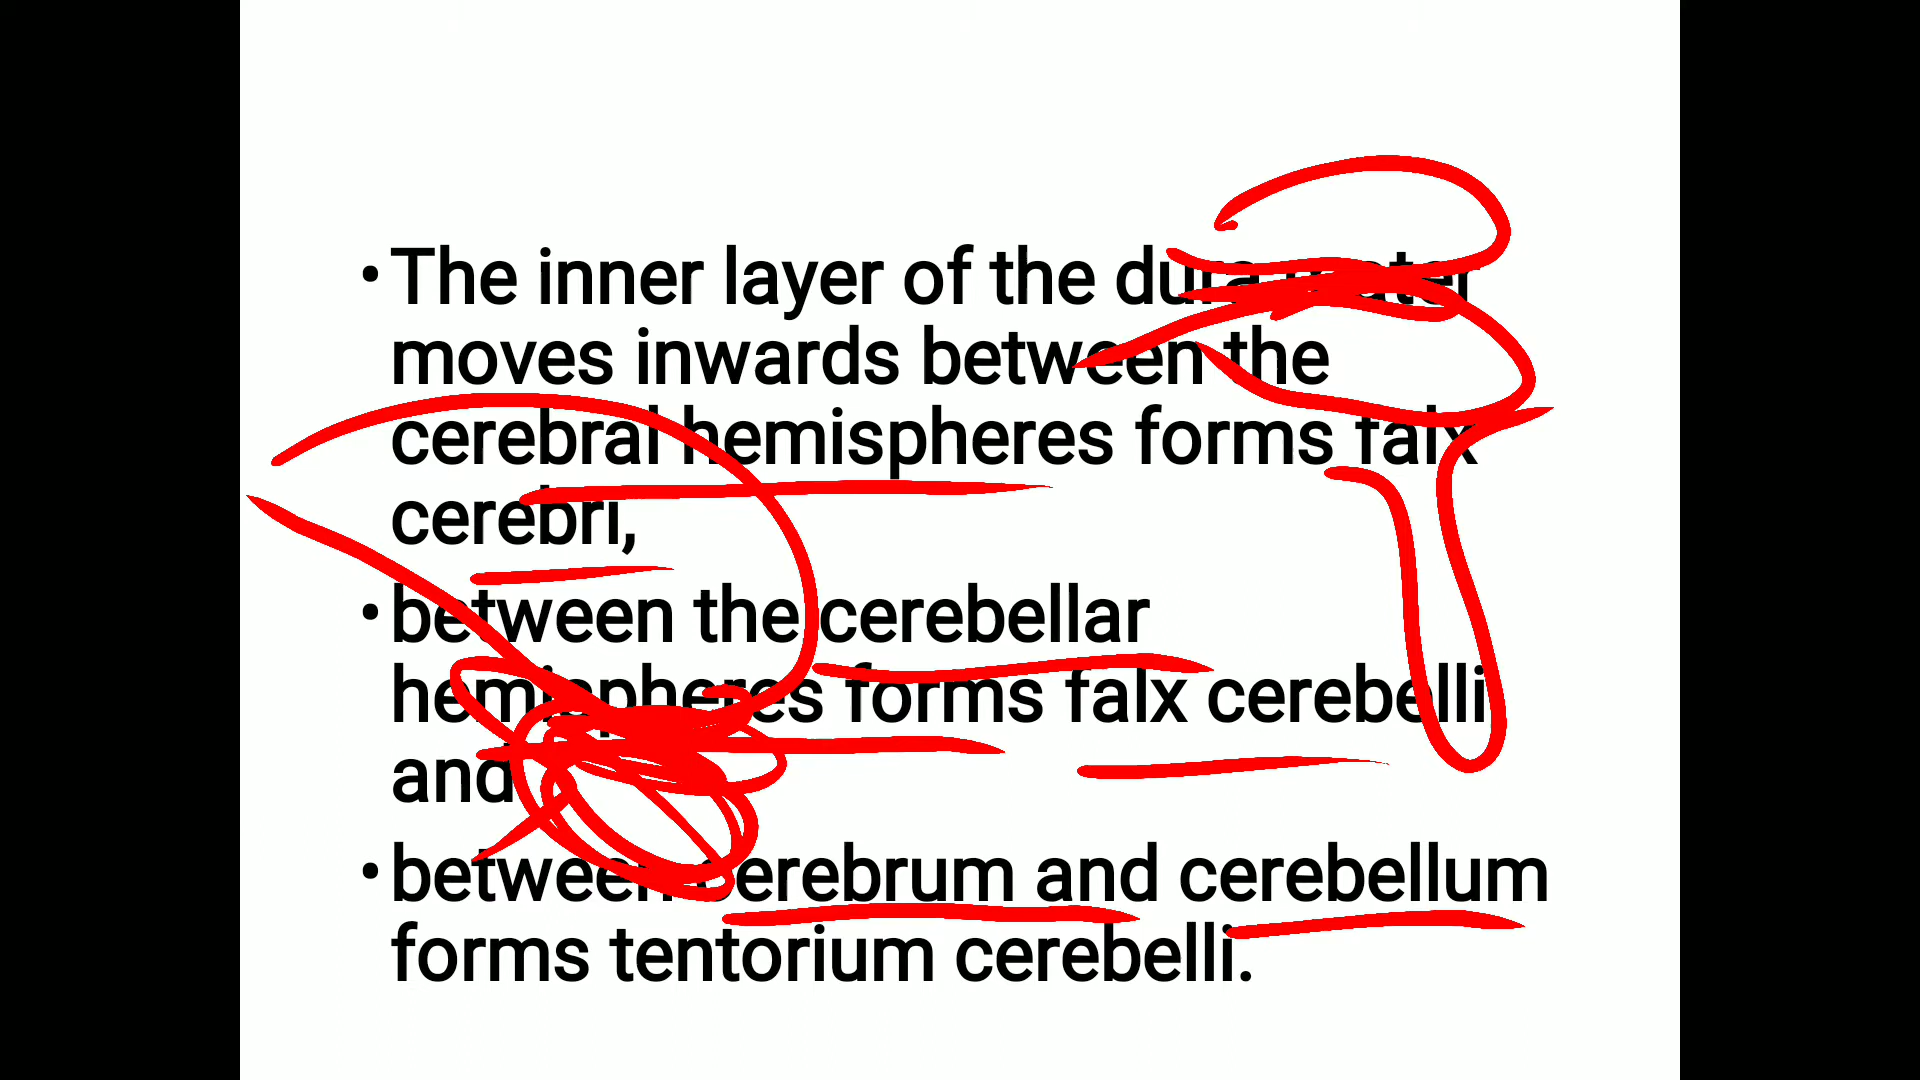 • The inner layer of the dura mater
moves inwards between the
cerebral hemispheres forms falx
cerebri,
• between the cerebellar
hemispheres forms falx cerebelli
and
• between cerebrum and cerebellum
forms tentorium cerebelli.